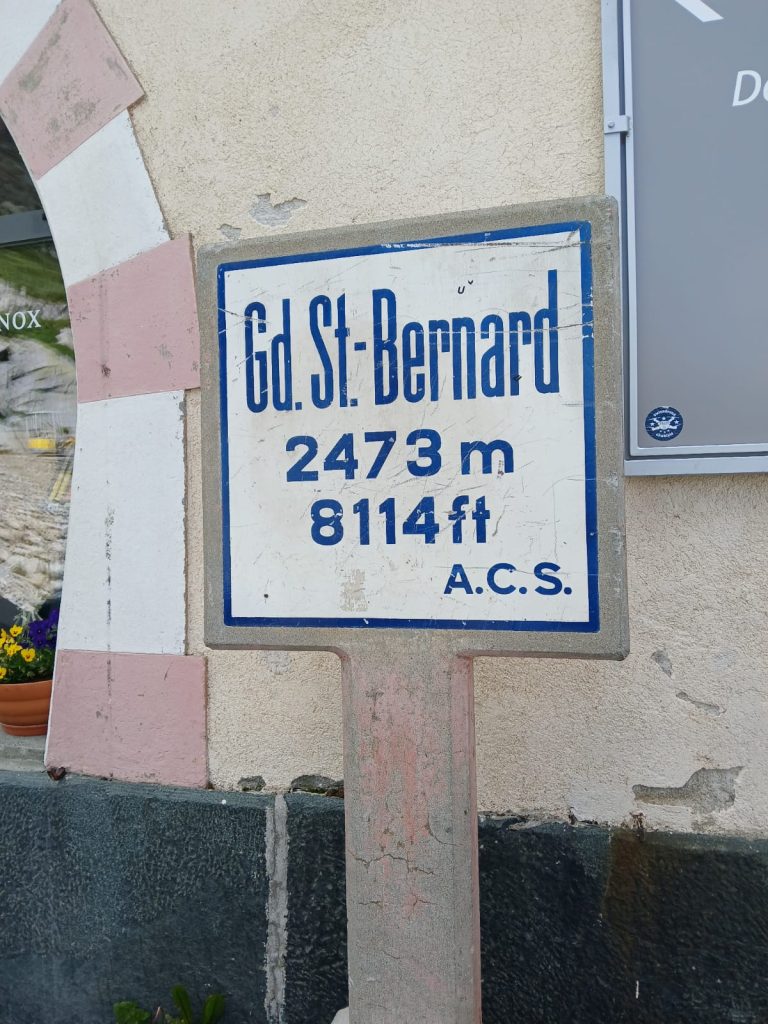 Gd. St.-Bernard
2473 m
8114 ft
A.C.S.
NOX